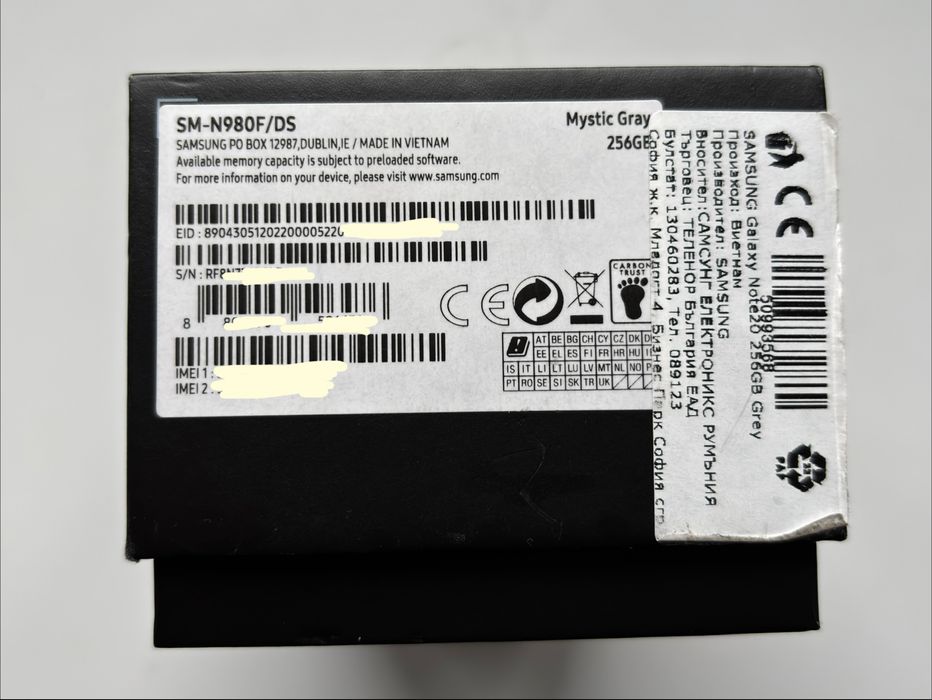 SM-N980F/DS
Mystic Gray
SAMSUNG PO BOX 12987,DUBLIN,IE / MADE IN VIETNAM
256GB
Available memory capacity is subject to preloaded software.
For more information on your device, please visit www.samsung.com
EID : 89043051202200005220
S/N : RF8N
8
IMEI 1 :
IMEI 2 :
CE
CARBON
TRUST
AT BE BG CH CY CZ DK D
EE EL ES FI FR HR HU I
IS IT LI LT LU LV MT NL NO P
PT RO SE SI SK TR UK
CE
50993568
SAMSUNG Galaxy Note20 256GB Grey
Произход: Виетнам
Производител: SAMSUNG
Вносител:САМСУНГ ЕЛЕКТРОНИКС РУМЪНИЯ
Търговец: ТЕЛЕНОР България ЕАД
Булстат: 130460283, Тел. 089123
София ж.к. Младост 4, Бизнес Парк София сгр
PAP